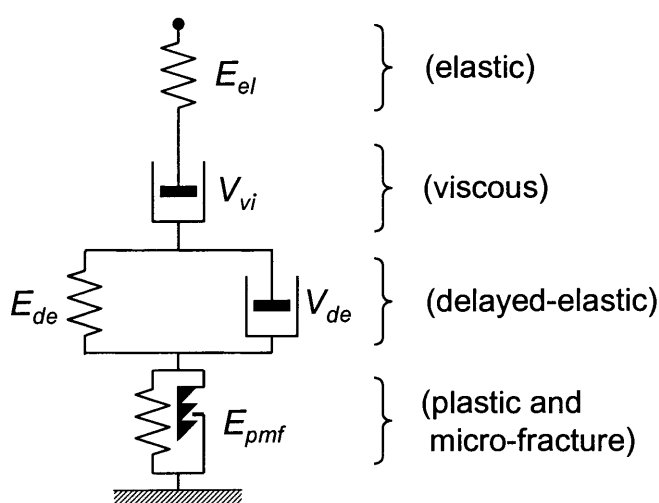 E_el (elastic)
V_vi (viscous)
E_de V_de (delayed-elastic)
E_pmf (plastic and
micro-fracture)